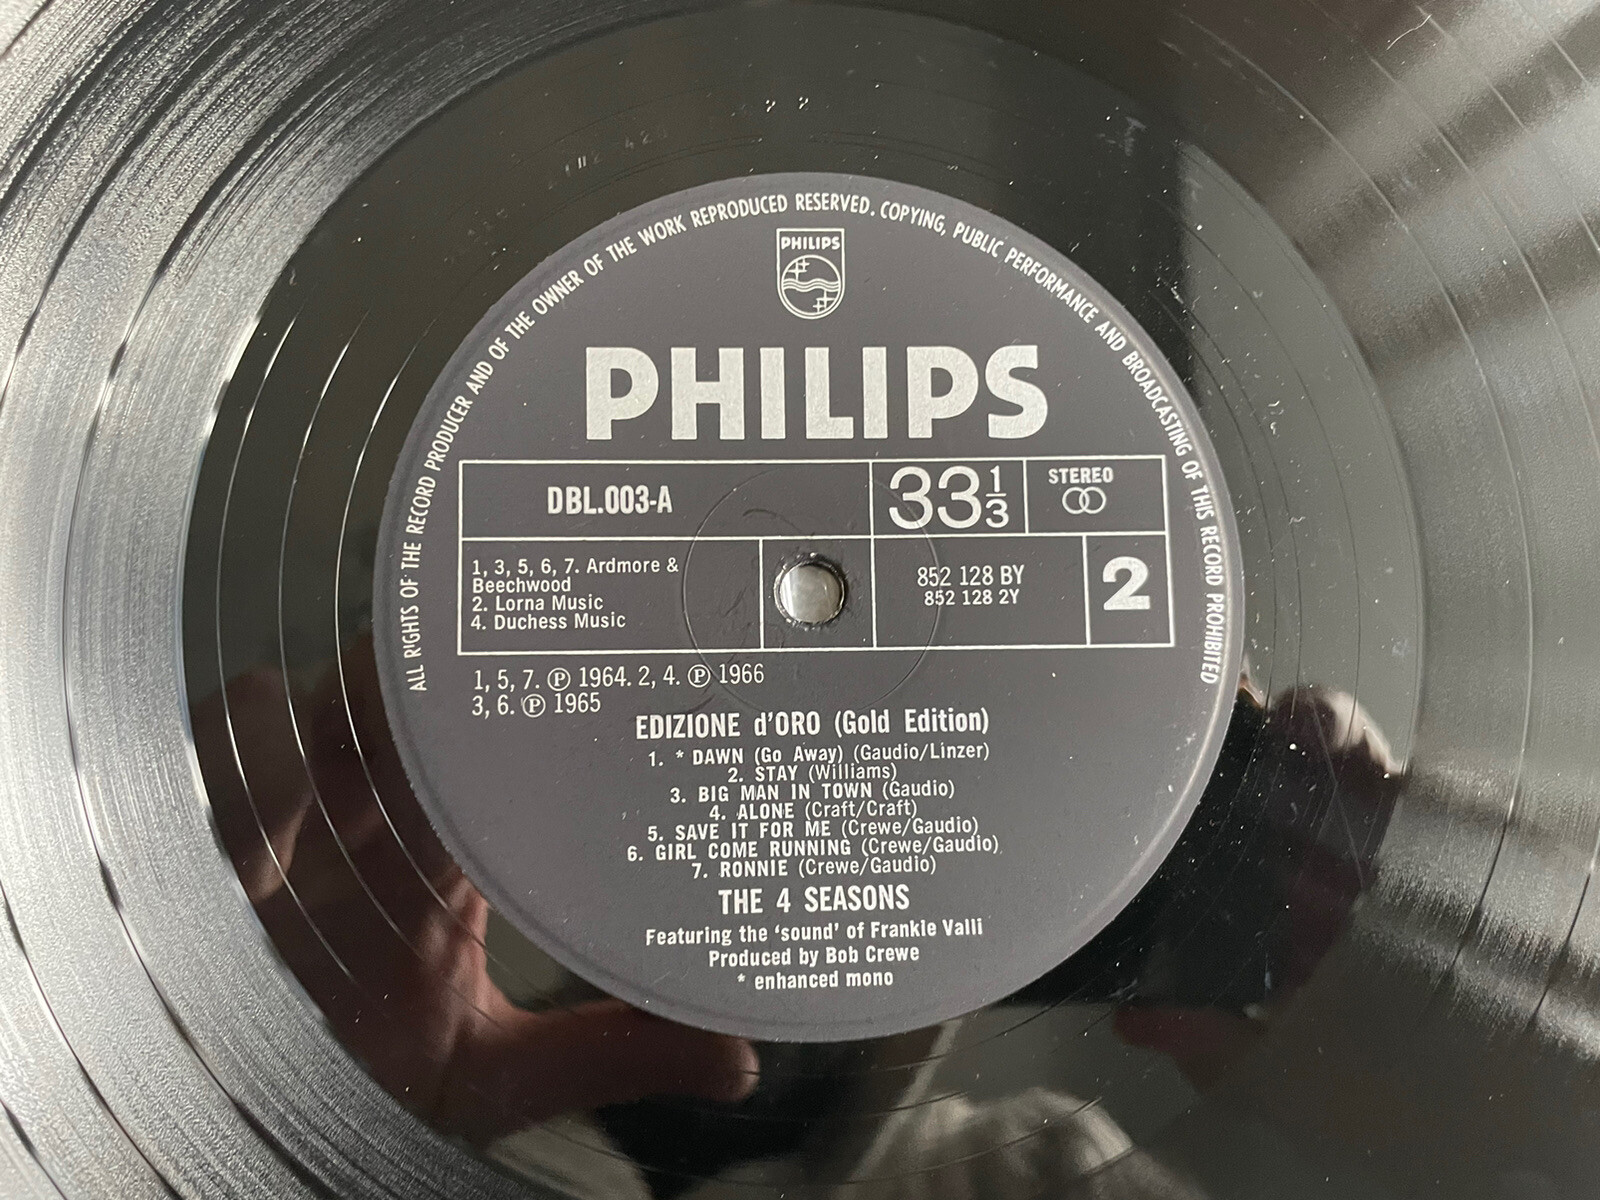 ALL RIGHTS OF THE RECORD PRODUCER AND OF THE OWNER OF THE WORK REPRODUCED RESERVED. COPYING, PUBLIC PERFORMANCE AND BROADCASTING OF THIS RECORD PROHIBITED
PHILIPS
PHILIPS
DBL.003-A
33 1/3
STEREO
1, 3, 5, 6, 7. Ardmore &
Beechwood
2. Lorna Music
4. Duchess Music
852 128 BY
852 128 2Y
2
1, 5, 7. ℗ 1964. 2, 4. ℗ 1966
3, 6. ℗ 1965
EDIZIONE d'ORO (Gold Edition)
1. * DAWN (Go Away) (Gaudio/Linzer)
2. STAY (Williams)
3. BIG MAN IN TOWN (Gaudio)
4. ALONE (Craft/Craft)
5. SAVE IT FOR ME (Crewe/Gaudio)
6. GIRL COME RUNNING (Crewe/Gaudio)
7. RONNIE (Crewe/Gaudio)
THE 4 SEASONS
Featuring the 'sound' of Frankie Valli
Produced by Bob Crewe
* enhanced mono